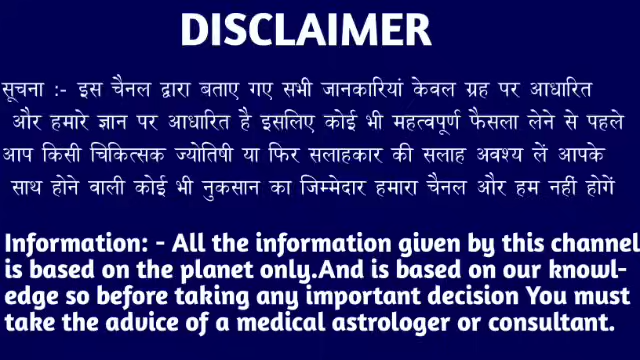 DISCLAIMER
सूचना :- इस चैनल द्वारा बताए गए सभी जानकारियां केवल ग्रह पर आधारित
और हमारे ज्ञान पर आधारित है इसलिए कोई भी महत्वपूर्ण फैसला लेने से पहले
आप किसी चिकित्सक ज्योतिषी या फिर सलाहकार की सलाह अवश्य लें आपके
साथ होने वाली कोई भी नुकसान का जिम्मेदार हमारा चैनल और हम नहीं होगें
Information: - All the information given by this channel
is based on the planet only.And is based on our knowl-
edge so before taking any important decision You must
take the advice of a medical astrologer or consultant.